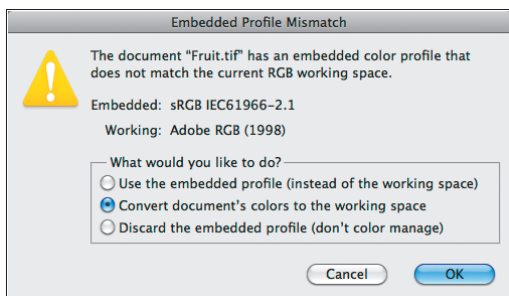 Embedded Profile Mismatch
The document "Fruit.tif" has an embedded color profile that
does not match the current RGB working space.
Embedded: sRGB IEC61966-2.1
Working: Adobe RGB (1998)
What would you like to do?
Use the embedded profile (instead of the working space)
Convert document's colors to the working space
Discard the embedded profile (don't color manage)
Cancel OK